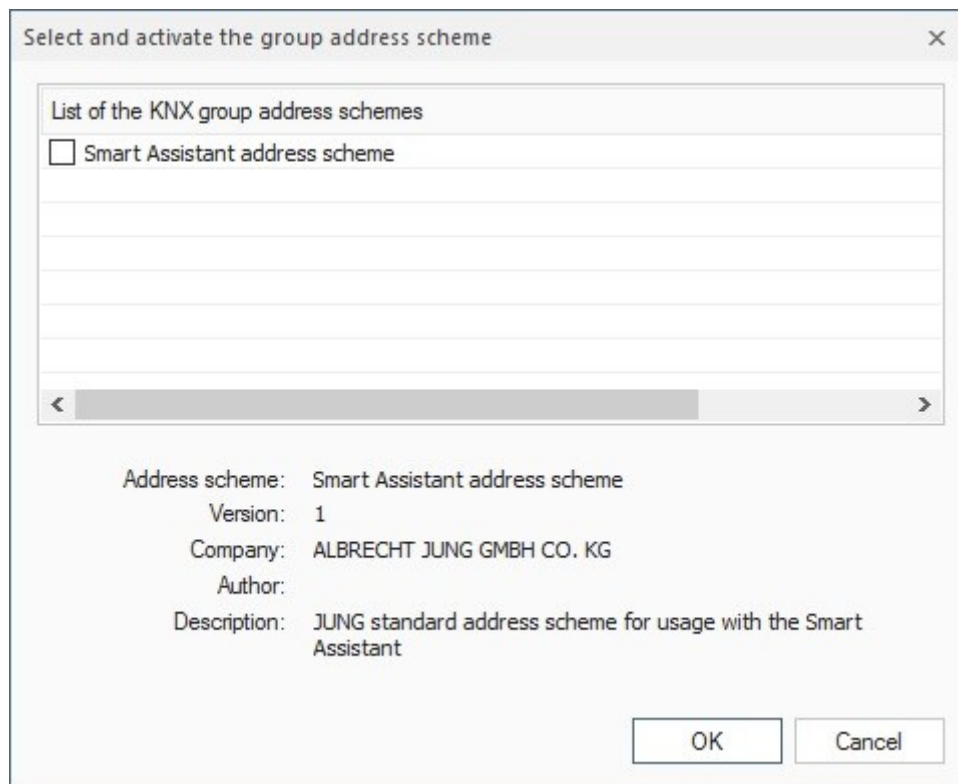 Select and activate the group address scheme
List of the KNX group address schemes
Smart Assistant address scheme
Address scheme: Smart Assistant address scheme
Version: 1
Company: ALBRECHT JUNG GMBH CO. KG
Author:
Description: JUNG standard address scheme for usage with the Smart
Assistant
OK Cancel